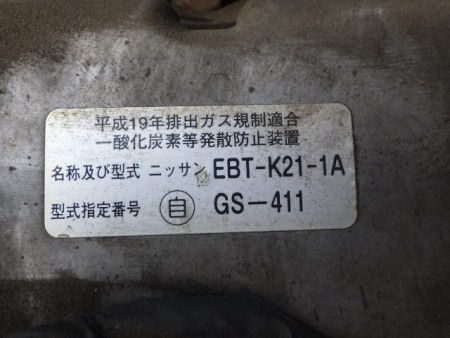 平成19年排出ガス規制適合
一酸化炭素等発散防止装置
名称及び型式 ニッサン EBT-K21-1A
型式指定番号 自 GS-411